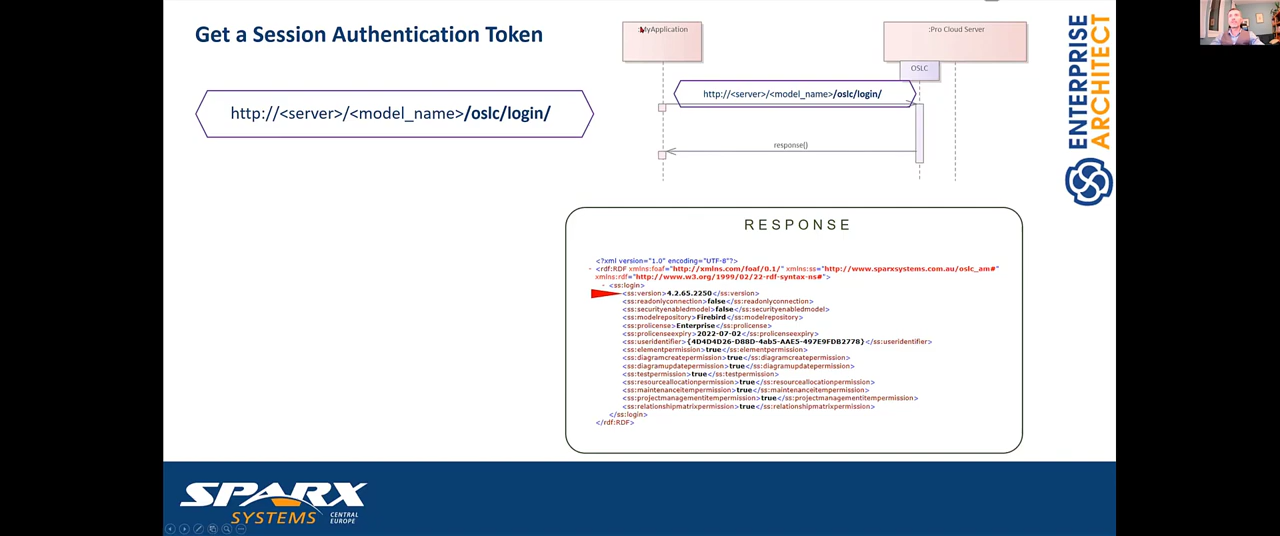 Get a Session Authentication Token
http://<server>/<model_name>/oslc/login/
:MyApplication
:Pro Cloud Server
OSLC
http://<server>/<model_name>/oslc/login/
response()
ENTERPRISE
ARCHITECT
RESPONSE
<?xml version="1.0" encoding="UTF-8"?>
- <rdf:RDF xmlns:foaf="http://xmlns.com/foaf/0.1/" xmlns:ss="http://www.sparxsystems.com.au/oslc_am#"
xmlns:rdf="http://www.w3.org/1999/02/22-rdf-syntax-ns#">
- <ss:login>
<ss:version>4.2.65.2250</ss:version>
<ss:readonlyconnection>false</ss:readonlyconnection>
<ss:securityenabledmodel>false</ss:securityenabledmodel>
<ss:modelrepository>Firebird</ss:modelrepository>
<ss:prolicense>Enterprise</ss:prolicense>
<ss:prolicenseexpiry>2022-07-02</ss:prolicenseexpiry>
<ss:useridentifier>{4D4D4D26-D88D-4ab5-AAE5-497E9FDB2778}</ss:useridentifier>
<ss:elementpermission>true</ss:elementpermission>
<ss:diagramcreatepermission>true</ss:diagramcreatepermission>
<ss:diagramupdatepermission>true</ss:diagramupdatepermission>
<ss:testpermission>true</ss:testpermission>
<ss:resourceallocationpermission>true</ss:resourceallocationpermission>
<ss:maintenanceitempermission>true</ss:maintenanceitempermission>
<ss:projectmanagementitempermission>true</ss:projectmanagementitempermission>
<ss:relationshipmatrixpermission>true</ss:relationshipmatrixpermission>
</ss:login>
</rdf:RDF>
SPARX
SYSTEMS
CENTRAL
EUROPE